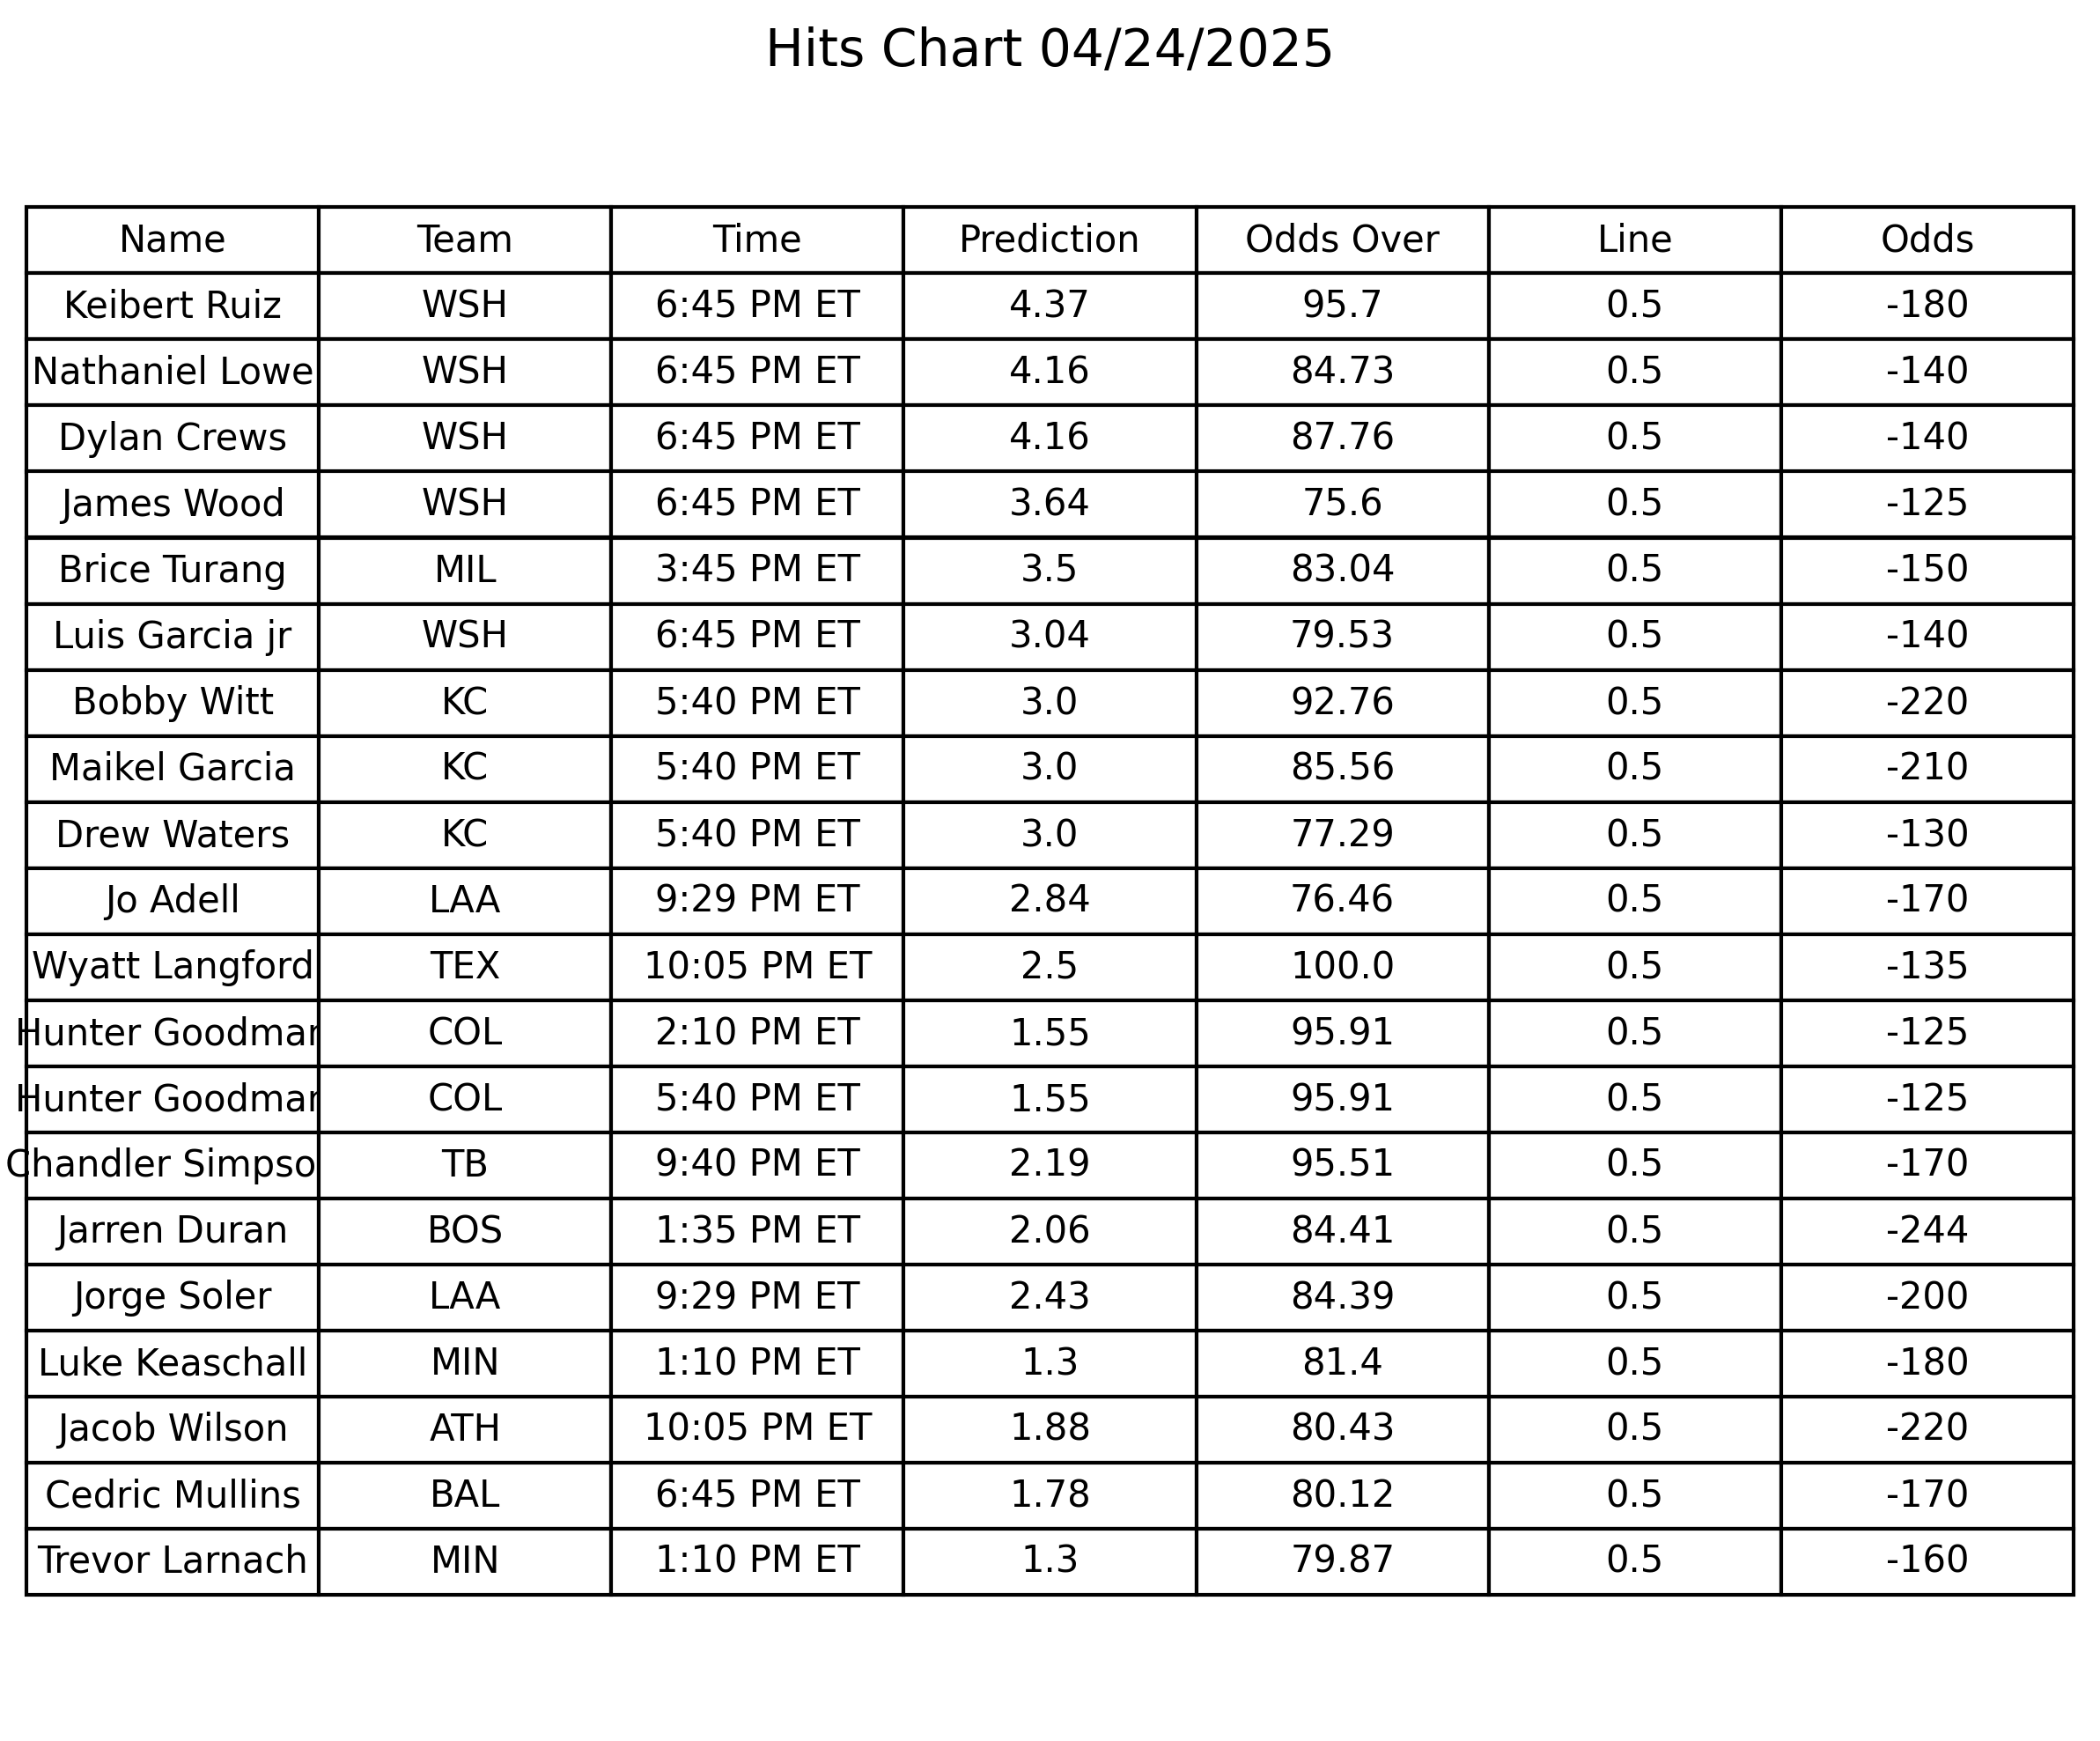 Hits Chart 04/24/2025
Name Team Time Prediction Odds Over Line Odds
Keibert Ruiz WSH 6:45 PM ET 4.37 95.7 0.5 -180
Nathaniel Lowe WSH 6:45 PM ET 4.16 84.73 0.5 -140
Dylan Crews WSH 6:45 PM ET 4.16 87.76 0.5 -140
James Wood WSH 6:45 PM ET 3.64 75.6 0.5 -125
Brice Turang MIL 3:45 PM ET 3.5 83.04 0.5 -150
Luis Garcia jr WSH 6:45 PM ET 3.04 79.53 0.5 -140
Bobby Witt KC 5:40 PM ET 3.0 92.76 0.5 -220
Maikel Garcia KC 5:40 PM ET 3.0 85.56 0.5 -210
Drew Waters KC 5:40 PM ET 3.0 77.29 0.5 -130
Jo Adell LAA 9:29 PM ET 2.84 76.46 0.5 -170
Wyatt Langford TEX 10:05 PM ET 2.5 100.0 0.5 -135
Hunter Goodman COL 2:10 PM ET 1.55 95.91 0.5 -125
Hunter Goodman COL 5:40 PM ET 1.55 95.91 0.5 -125
Chandler Simpso TB 9:40 PM ET 2.19 95.51 0.5 -170
Jarren Duran BOS 1:35 PM ET 2.06 84.41 0.5 -244
Jorge Soler LAA 9:29 PM ET 2.43 84.39 0.5 -200
Luke Keaschall MIN 1:10 PM ET 1.3 81.4 0.5 -180
Jacob Wilson ATH 10:05 PM ET 1.88 80.43 0.5 -220
Cedric Mullins BAL 6:45 PM ET 1.78 80.12 0.5 -170
Trevor Larnach MIN 1:10 PM ET 1.3 79.87 0.5 -160